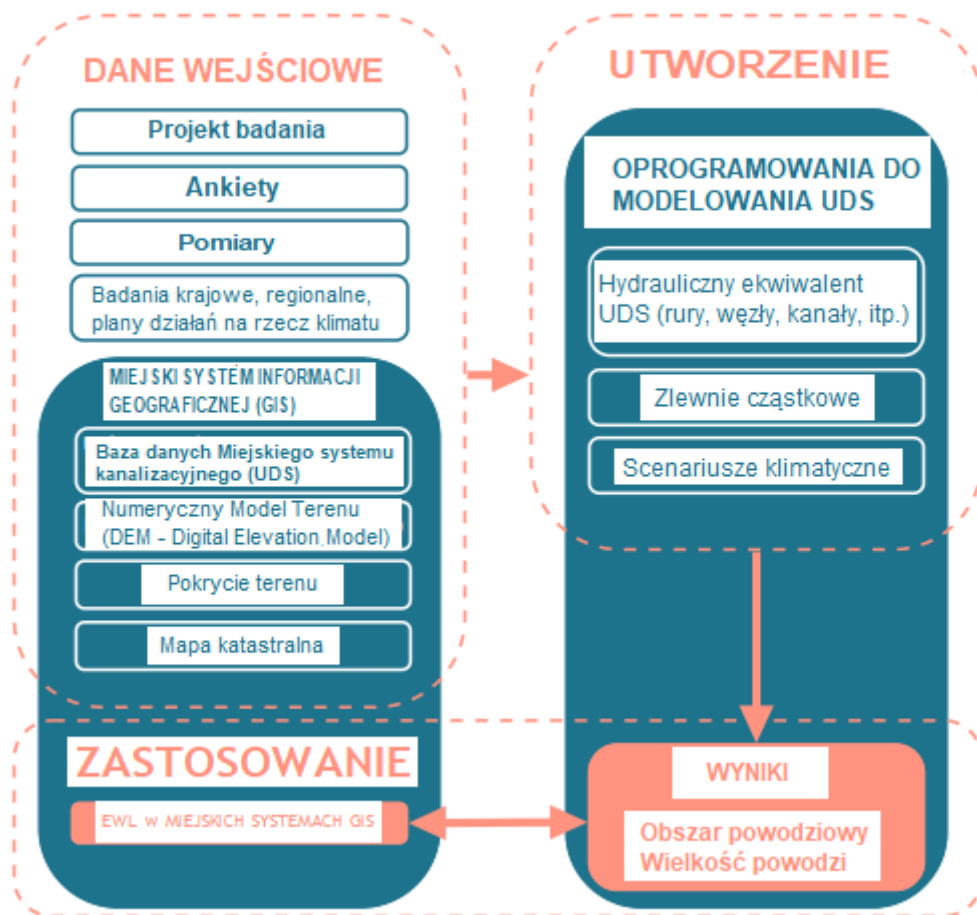 DANE WEJŚCIOWE
Projekt badania
Ankiety
Pomiary
Badania krajowe, regionalne,
plany działań na rzecz klimatu
MIEJSKI SYSTEM INFORMACJI
GEOGRAFICZNEJ (GIS)
Baza danych Miejskiego systemu
kanalizacyjnego (UDS)
Numeryczny Model Terenu
(DEM - Digital Elevation Model)
Pokrycie terenu
Mapa katastralna
ZASTOSOWANIE
EWL W MIEJSKICH SYSTEMACH GIS
UTWORZENIE
OPROGRAMOWANIA DO
MODELOWANIA UDS
Hydrauliczny ekwiwalent
UDS (rury, węzły, kanały, itp.)
Zlewnie cząstkowe
Scenariusze klimatyczne
WYNIKI
Obszar powodziowy
Wielkość powodzi